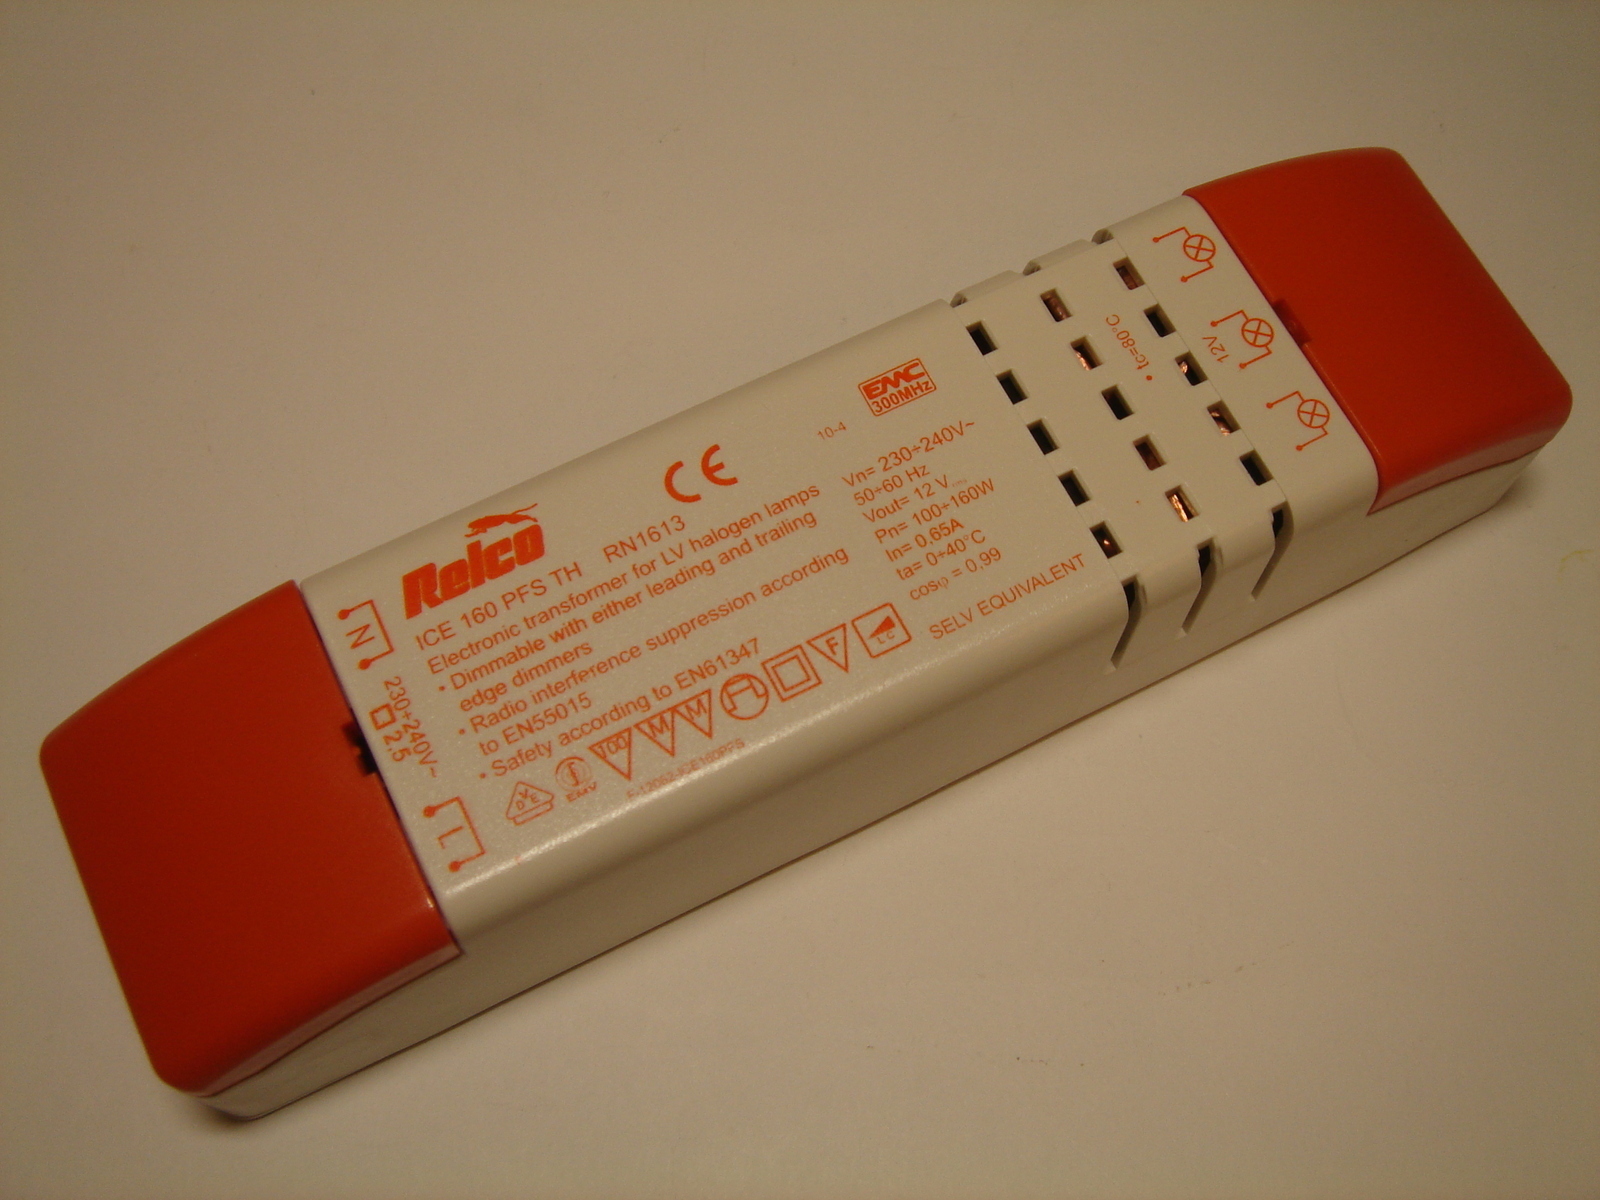 Relco
ICE 160 PFS TH RN1613
Electronic transformer for LV halogen lamps
• Dimmable with either leading and trailing
edge dimmers
• Radio interference suppression according
to EN55015
• Safety according to EN61347
CE
10-4
EMC
300MHz
Vn= 230÷240V~
50÷60 Hz
Vout= 12 V
Pn= 100÷160W
In= 0,65A
ta= 0÷40°C
cosφ = 0,99
SELV EQUIVALENT
VDE
EMV
100
M M
F
LC
N
230÷240V~
2.5
L
• tc=80°C
12V